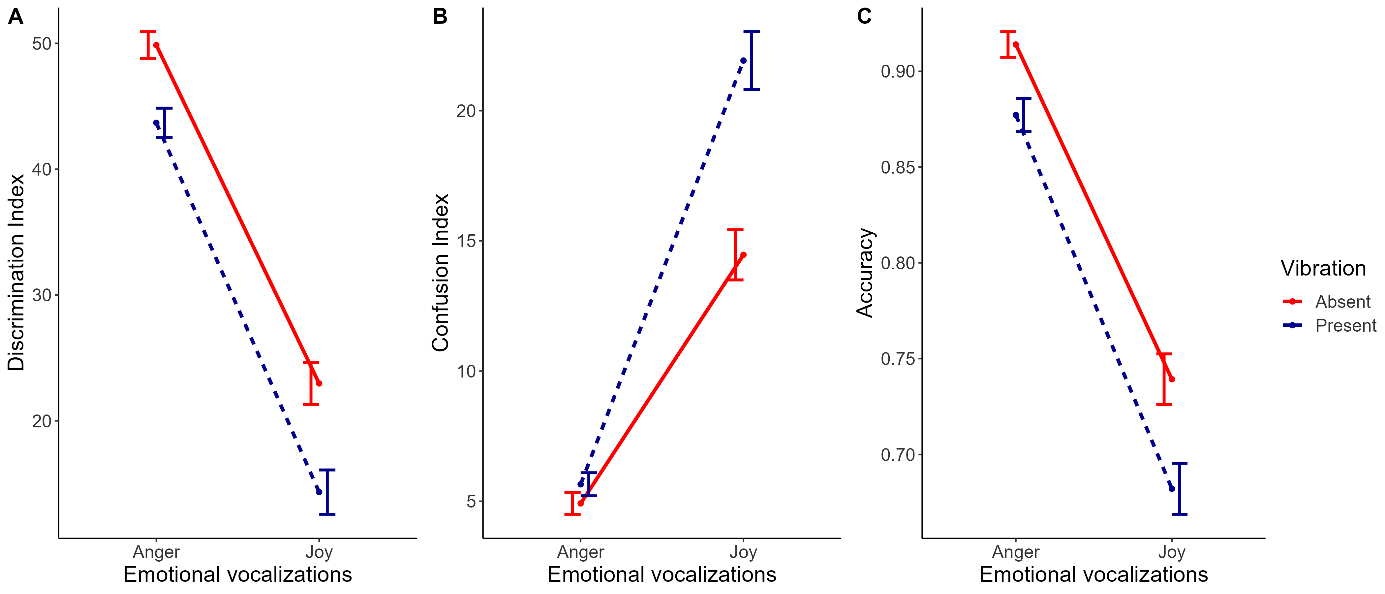 A
B
C
Discrimination Index
50
40
30
20
Anger
Joy
Emotional vocalizations
Confusion Index
20
15
10
5
Anger
Joy
Emotional vocalizations
Accuracy
0.90
0.85
0.80
0.75
0.70
Anger
Joy
Emotional vocalizations
Vibration
Absent
Present